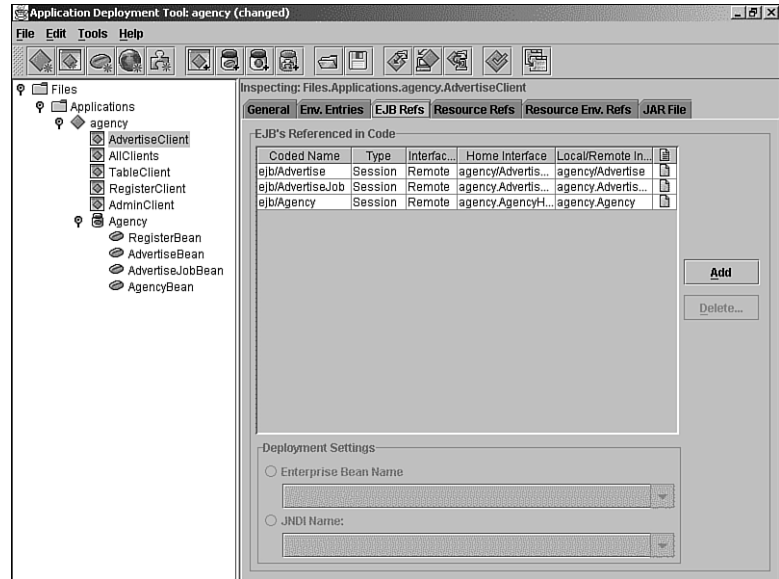 Application Deployment Tool: agency (changed)
File Edit Tools Help
Files
Applications
agency
AdvertiseClient
AllClients
TableClient
RegisterClient
AdminClient
Agency
RegisterBean
AdvertiseBean
AdvertiseJobBean
AgencyBean
Inspecting: Files.Applications.agency.AdvertiseClient
General Env. Entries EJB Refs Resource Refs Resource Env. Refs JAR File
EJB's Referenced in Code
Coded Name Type Interfac... Home Interface Local/Remote In...
ejb/Advertise Session Remote agency/Advertis... agency/Advertise
ejb/AdvertiseJob Session Remote agency.Advertis... agency.Advertis...
ejb/Agency Session Remote agency.AgencyH... agency.Agency
Add
Delete...
Deployment Settings
Enterprise Bean Name
JNDI Name: